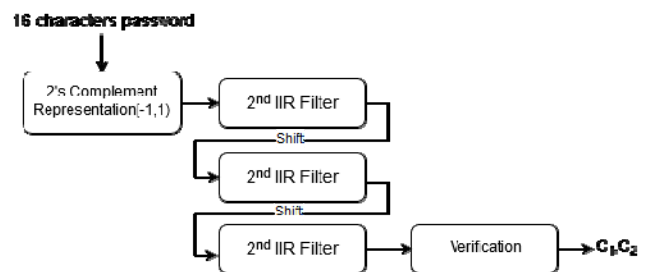 16 characters password
2's Complement
Representation[-1,1)
2nd IIR Filter
Shift
2nd IIR Filter
Shift
2nd IIR Filter
Verification
C1,C2